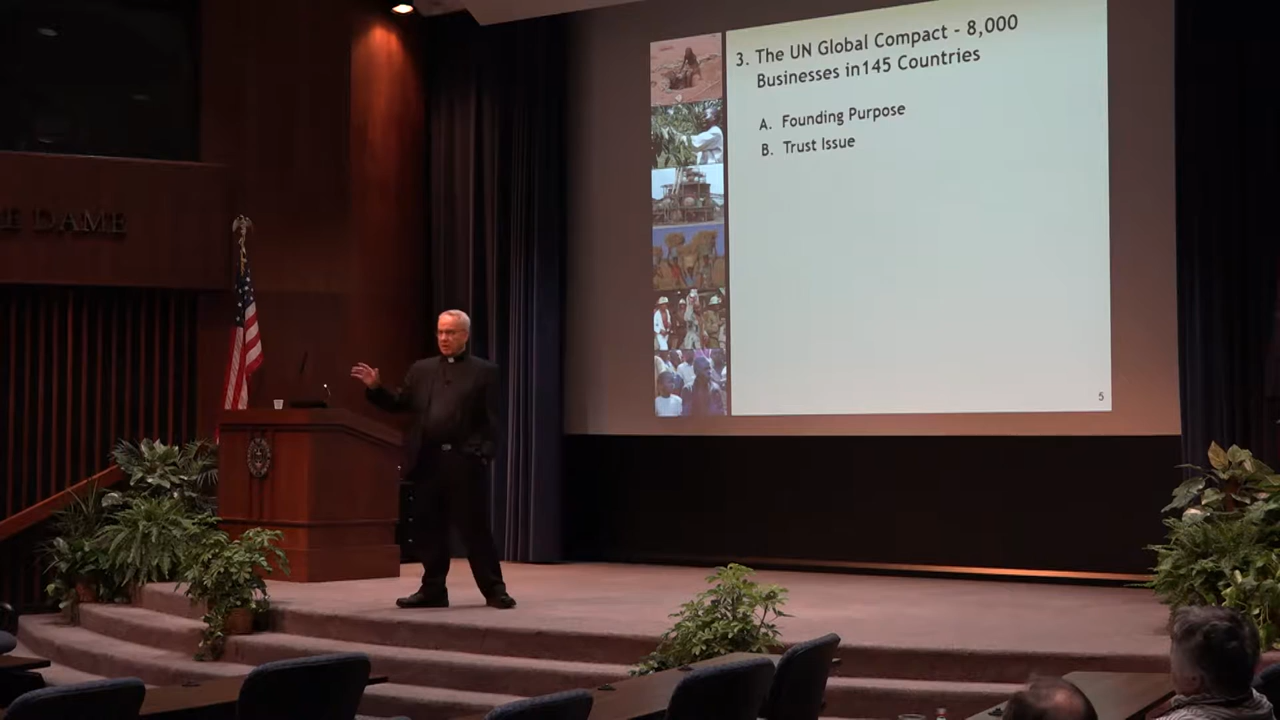 3. The UN Global Compact - 8,000
Businesses in145 Countries
A. Founding Purpose
B. Trust Issue
5
E DAME